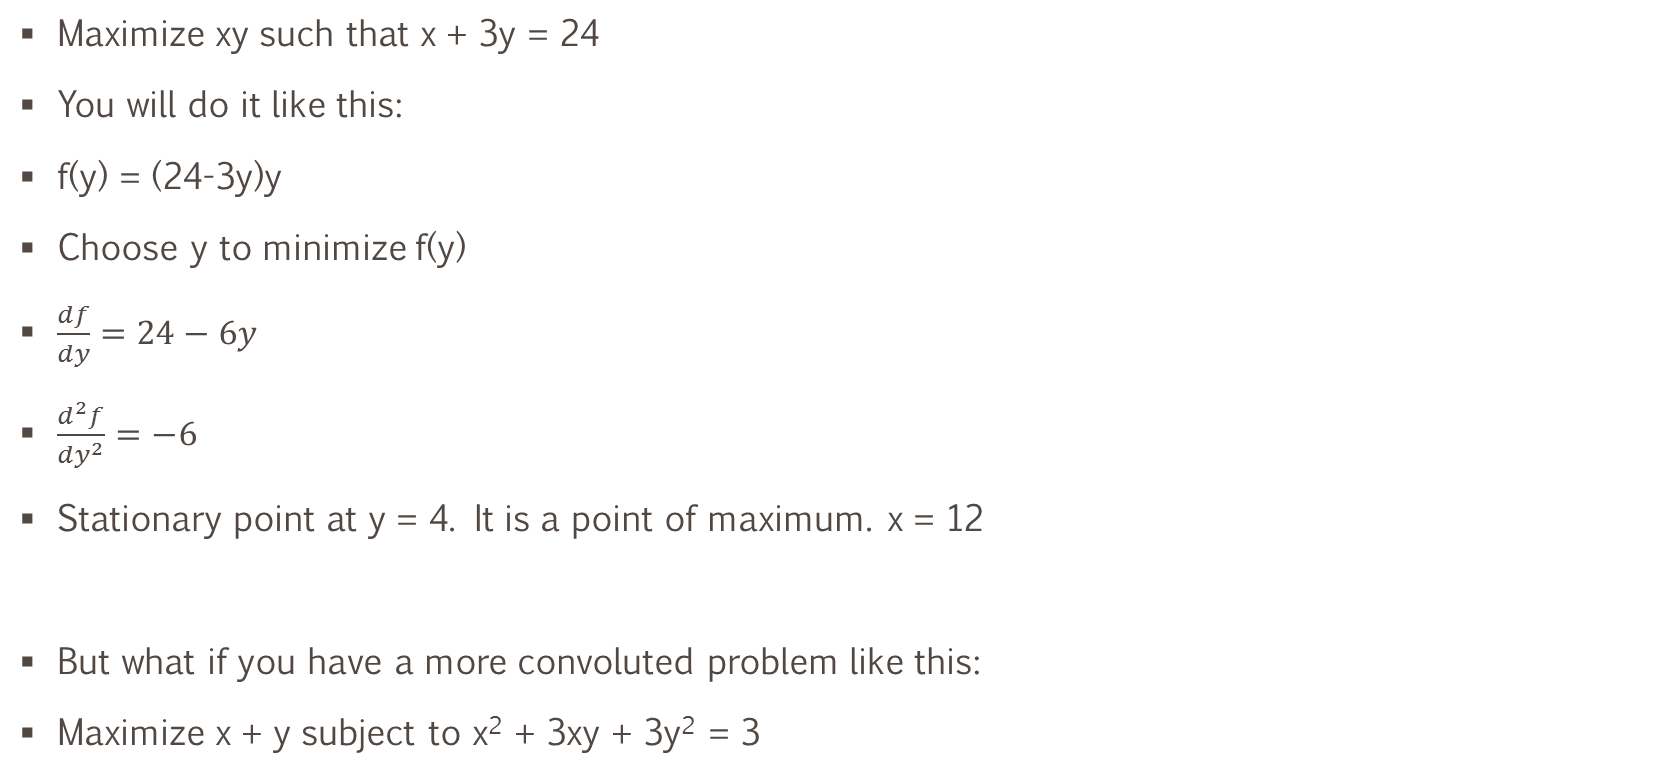 ▪ Maximize xy such that x + 3y = 24
▪ You will do it like this:
▪ f(y) = (24-3y)y
▪ Choose y to minimize f(y)
▪ \frac{df}{dy} = 24 − 6y
▪ \frac{d²f}{dy²} = −6
▪ Stationary point at y = 4. It is a point of maximum. x = 12
▪ But what if you have a more convoluted problem like this:
▪ Maximize x + y subject to x² + 3xy + 3y² = 3